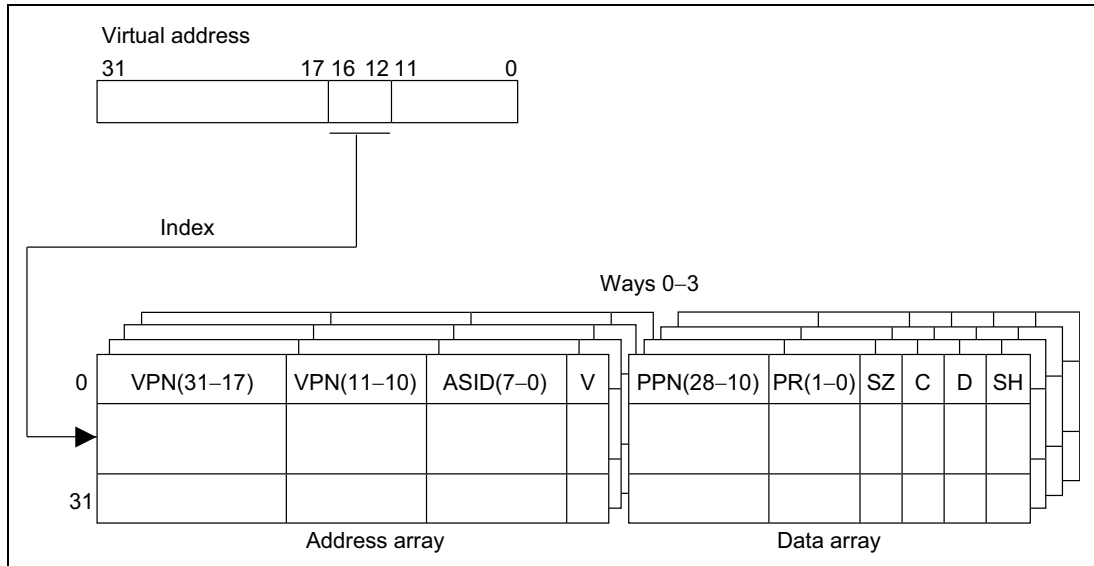 Virtual address
31 17 16 12 11 0
Index
Ways 0–3
0 VPN(31–17) VPN(11–10) ASID(7–0) V PPN(28–10) PR(1–0) SZ C D SH
31
Address array Data array